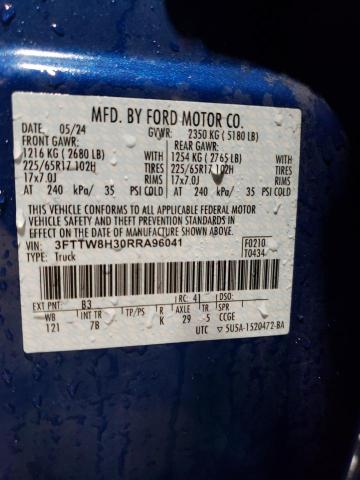 MFD. BY FORD MOTOR CO.
DATE: 05/24 GVWR: 2350 KG ( 5180 LB)
FRONT GAWR: REAR GAWR:
1216 KG ( 2680 LB) WITH 1254 KG ( 2765 LB) WITH
225/65R17 102H TIRES 225/65R17 102H TIRES
17x7.0J RIMS 17x7.0J RIMS
AT 240 kPa/ 35 PSI COLD AT 240 kPa/ 35 PSI COLD
THIS VEHICLE CONFORMS TO ALL APPLICABLE FEDERAL MOTOR
VEHICLE SAFETY AND THEFT PREVENTION STANDARDS IN EFFECT
ON THE DATE OF MANUFACTURE SHOWN ABOVE.
VIN: 3FTTW8H30RRA96041 F0210
TYPE: Truck T0434
EXT PNT: B3 RC: 41 DSO:
WB INT TR TP/PS R AXLE TR SPR
121 7B K 29 5 CCGE
UTC ▽ 5U5A-1520472-BA